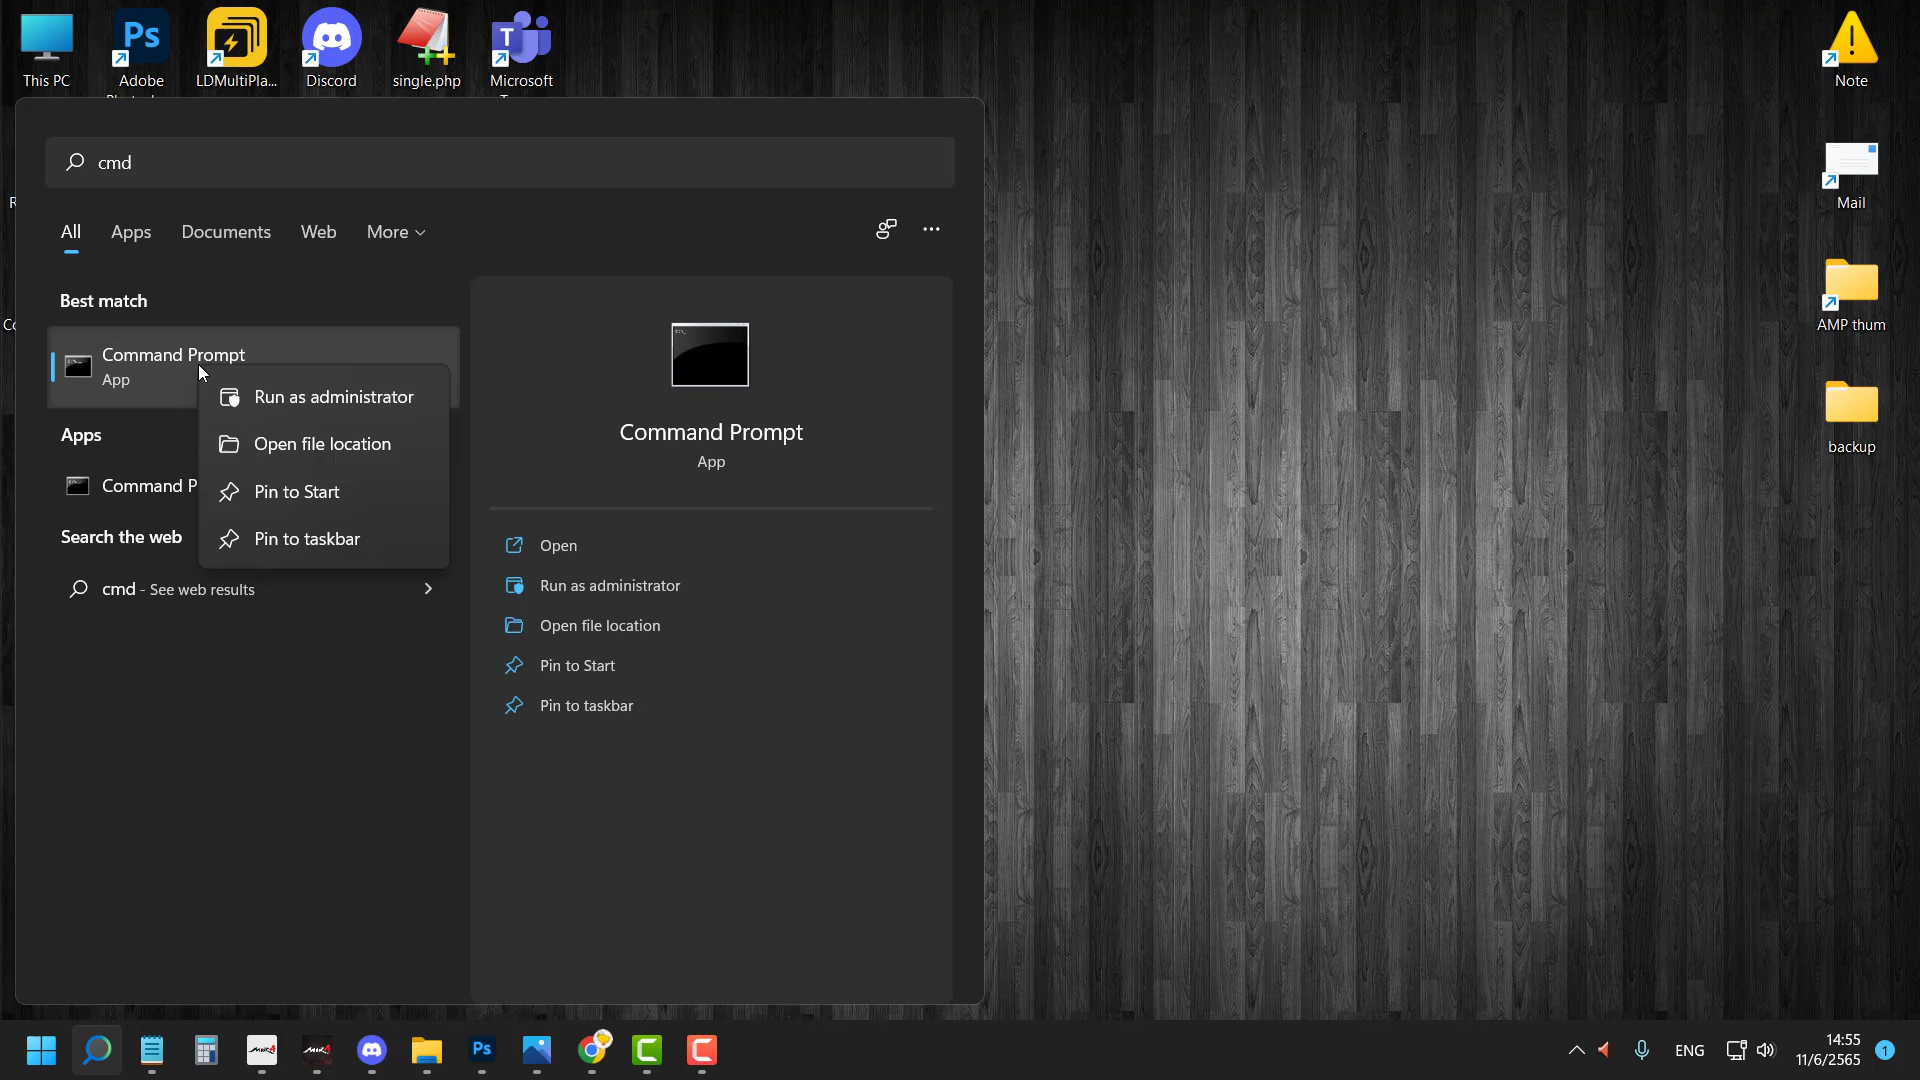 This PC
Ps
Adobe
LDMultiPla...
Discord
single.php
T
Microsoft
Note
cmd
Mail
All
Apps
Documents
Web
More
Best match
Command Prompt
App
Run as administrator
Open file location
Pin to Start
Pin to taskbar
Apps
Command P
Search the web
cmd - See web results
Command Prompt
App
Open
Run as administrator
Open file location
Pin to Start
Pin to taskbar
AMP thum
backup
Ps
ENG
14:55
11/6/2565
1